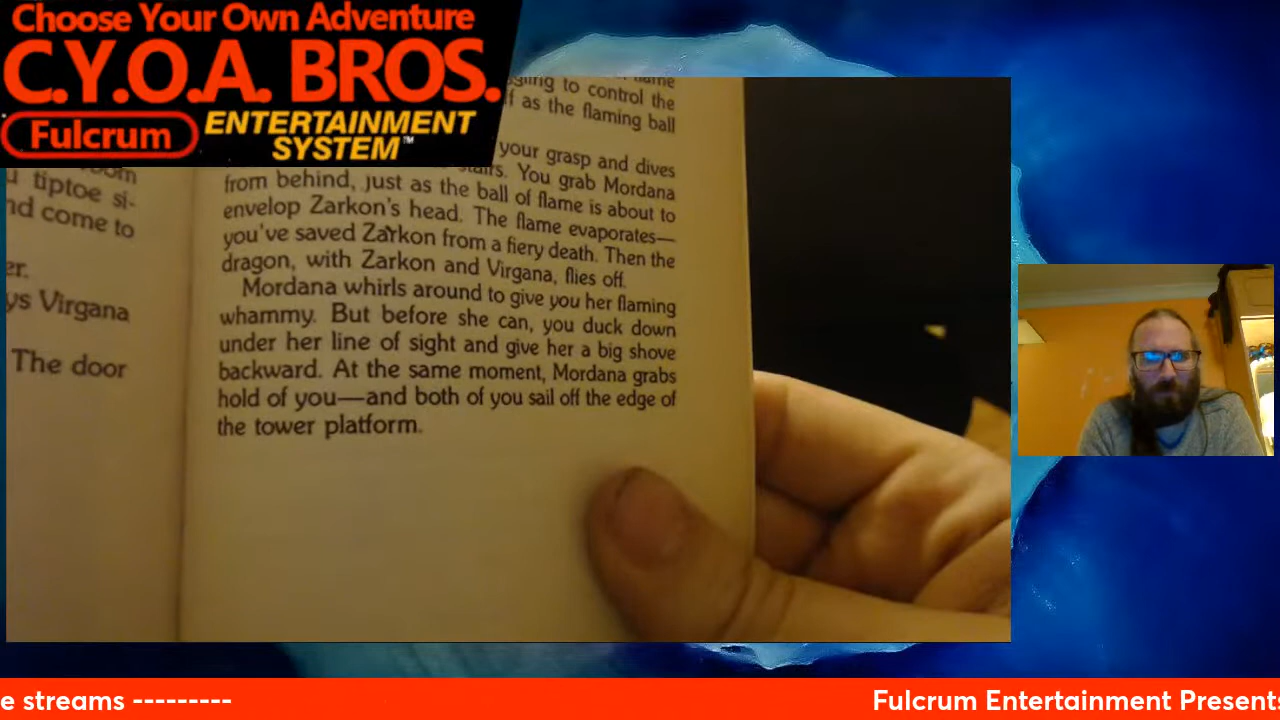 Choose Your Own Adventure
C.Y.O.A. BROS.
Fulcrum
ENTERTAINMENT
SYSTEM™
to control the
as the flaming ball
your grasp and dives
You grab Mordana
from behind, just as the ball of flame is about to
envelop Zarkon's head. The flame evaporates—
you've saved Zarkon from a fiery death. Then the
dragon, with Zarkon and Virgana, flies off.
Mordana whirls around to give you her flaming
whammy. But before she can, you duck down
under her line of sight and give her a big shove
backward. At the same moment, Mordana grabs
hold of you—and both of you sail off the edge of
the tower platform.
tiptoe si-
come to
Virgana
The door
e streams ---------
Fulcrum Entertainment Presents